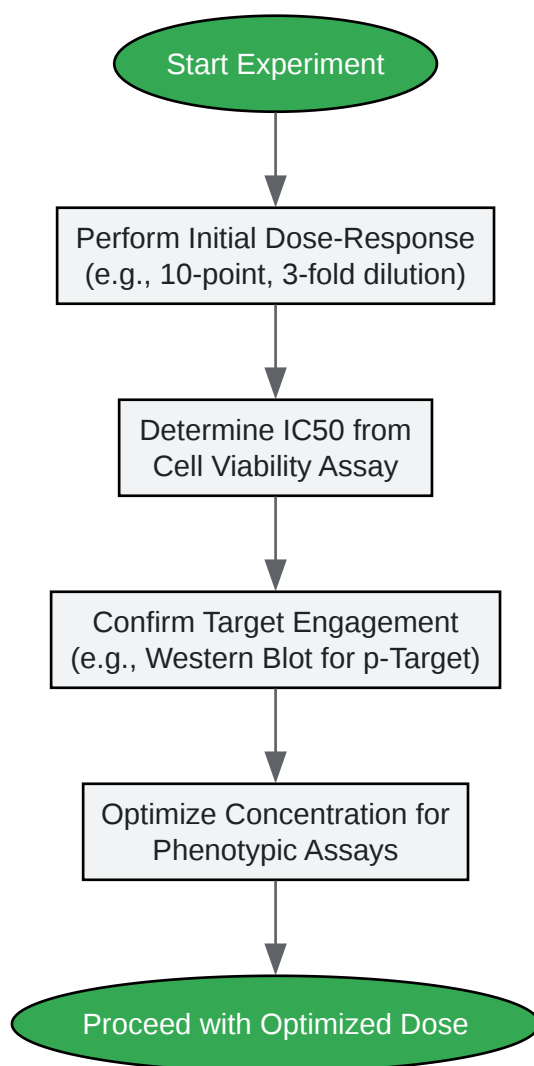 Start Experiment
Perform Initial Dose-Response
(e.g., 10-point, 3-fold dilution)
Determine IC50 from
Cell Viability Assay
Confirm Target Engagement
(e.g., Western Blot for p-Target)
Optimize Concentration for
Phenotypic Assays
Proceed with Optimized Dose